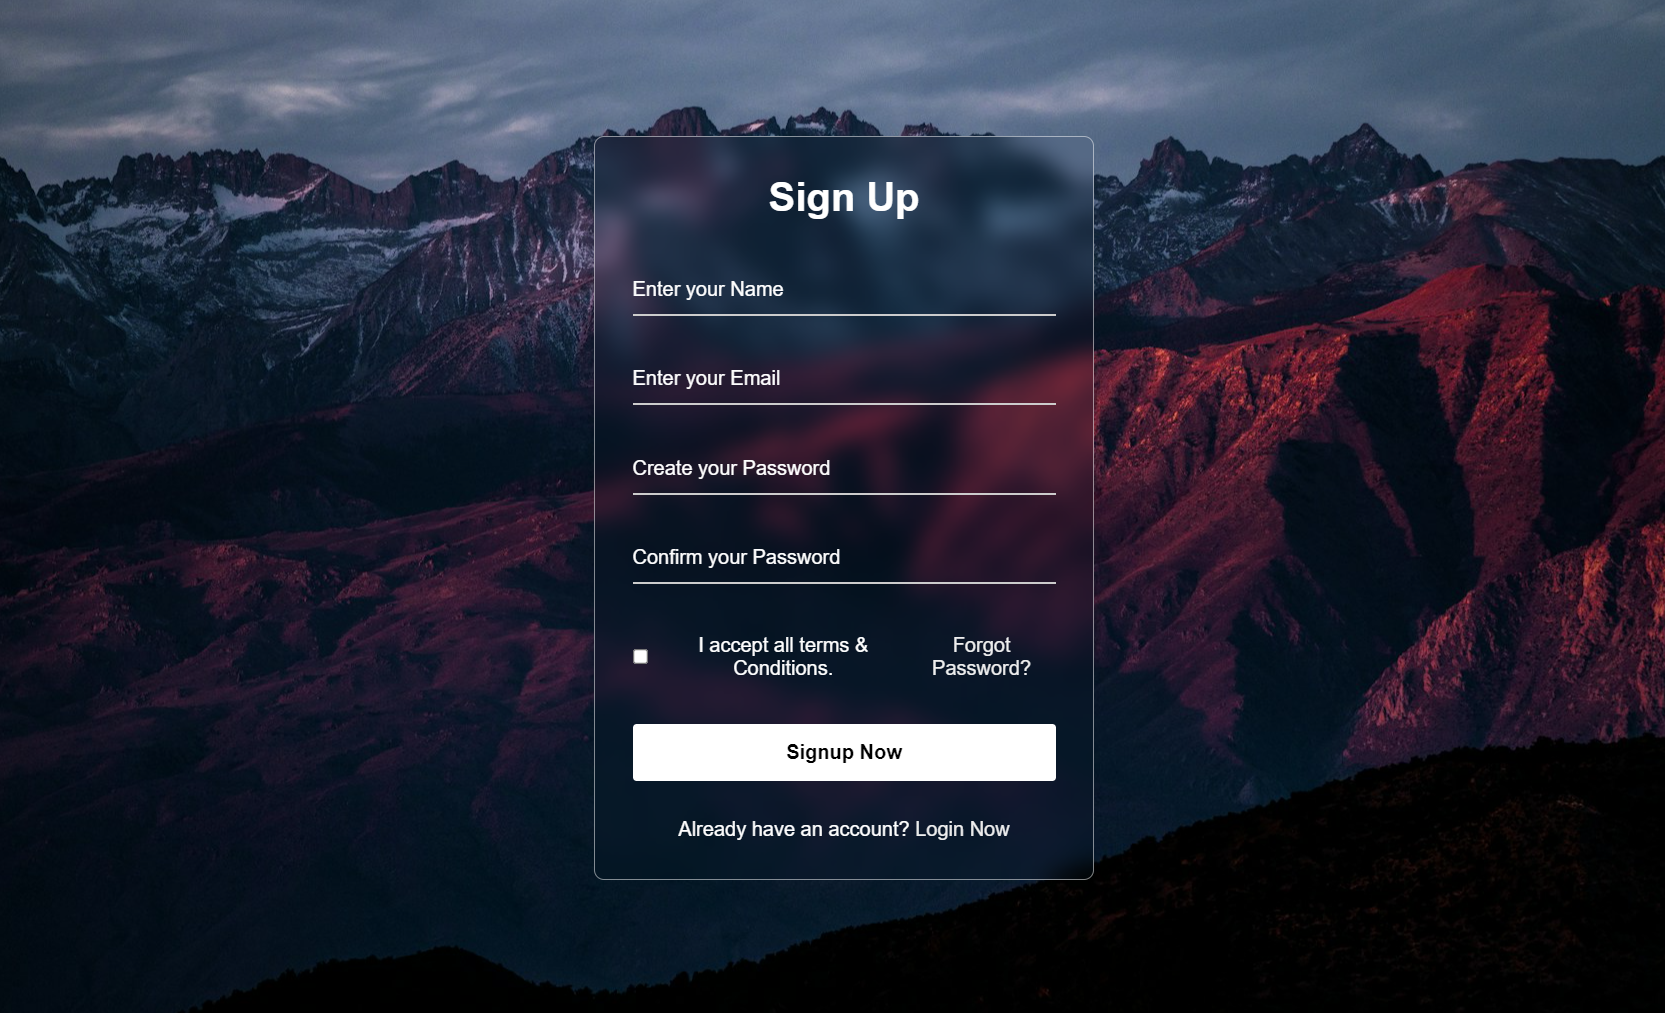 Sign Up
Enter your Name
Enter your Email
Create your Password
Confirm your Password
I accept all terms &
Conditions.
Forgot
Password?
Signup Now
Already have an account? Login Now